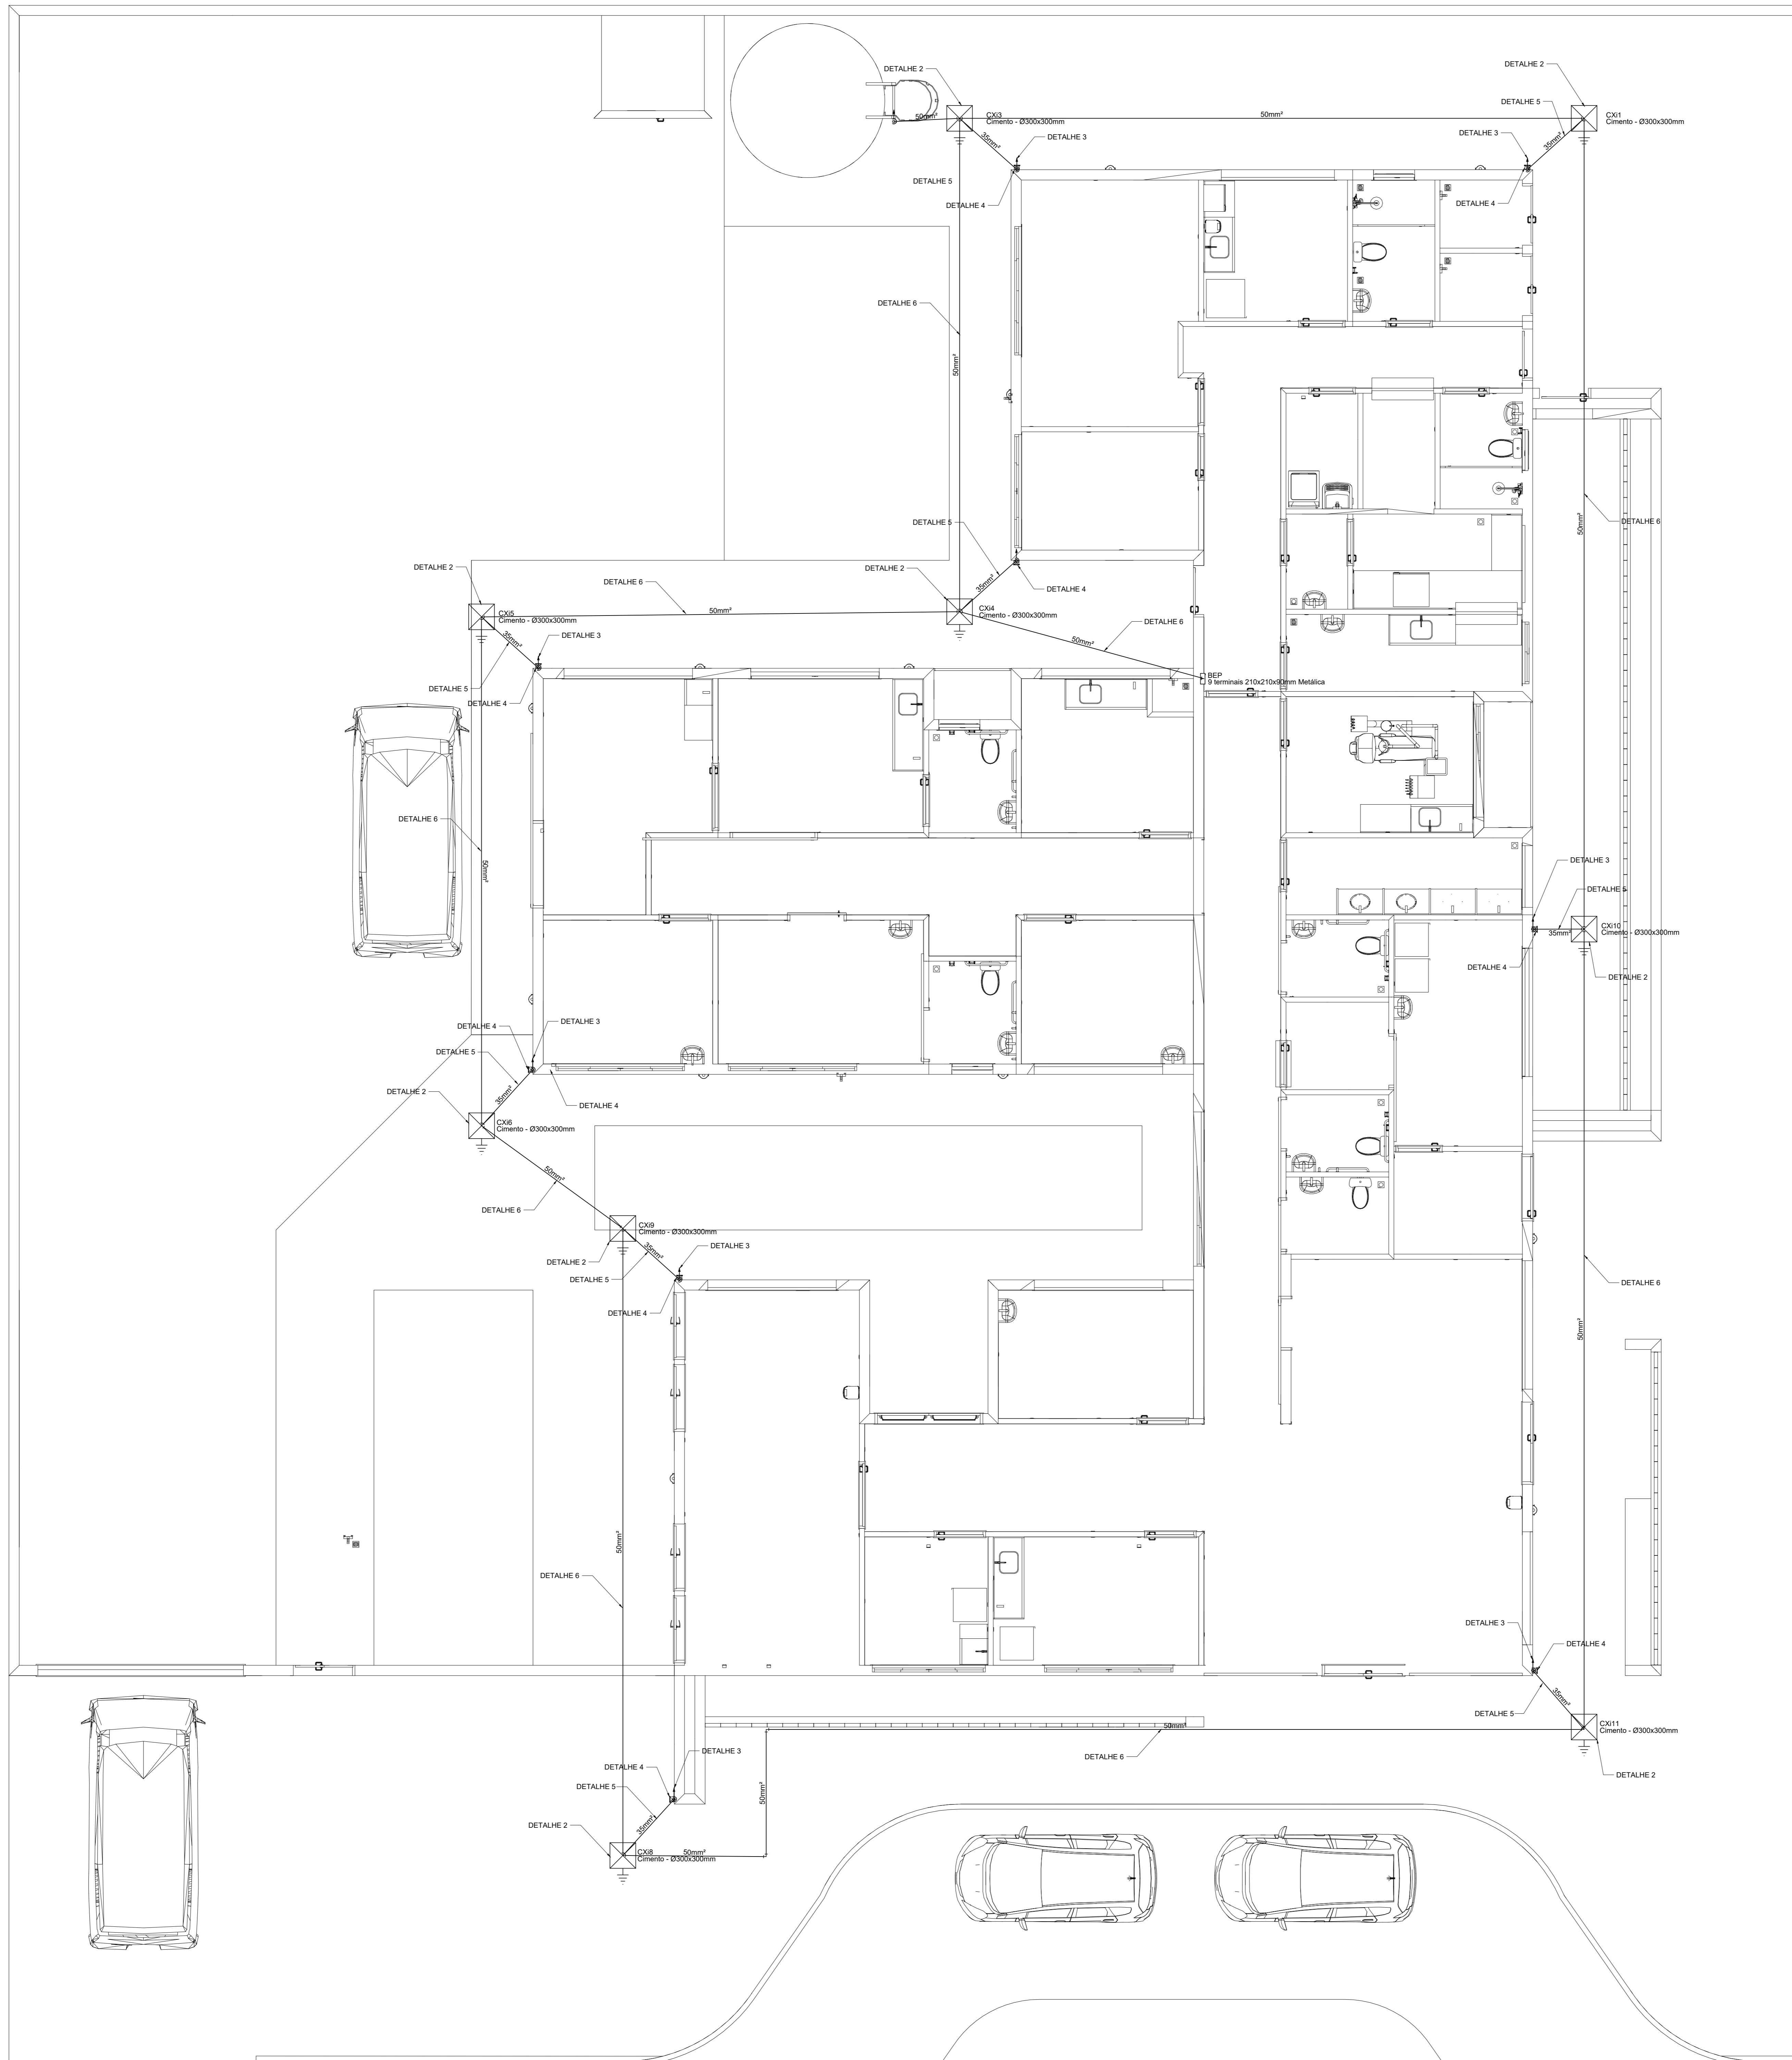 DETALHE 2
DETALHE 2
DETALHE 5
CXi3
Cimento - Ø300x300mm
50mm²
50mm²
CXi1
Cimento - Ø300x300mm
35mm²
DETALHE 3
DETALHE 3
35mm²
DETALHE 5
DETALHE 4
DETALHE 4
DETALHE 6
50mm²
DETALHE 5
DETALHE 6
50mm²
DETALHE 2
DETALHE 6
DETALHE 2
35mm²
DETALHE 4
CXi5
Cimento - Ø300x300mm
50mm²
CXi4
Cimento - Ø300x300mm
DETALHE 6
50mm²
35mm²
DETALHE 3
DETALHE 5
DETALHE 4
BEP
9 terminais 210x210x90mm Metálica
DETALHE 6
50mm²
DETALHE 3
DETALHE 5
CXi10
Cimento - Ø300x300mm
35mm²
DETALHE 4
DETALHE 2
DETALHE 4
DETALHE 3
DETALHE 5
DETALHE 2
35mm²
DETALHE 4
CXi6
Cimento - Ø300x300mm
50mm²
DETALHE 6
CXi9
Cimento - Ø300x300mm
DETALHE 2
35mm²
DETALHE 3
DETALHE 5
DETALHE 4
DETALHE 6
50mm²
50mm²
DETALHE 6
DETALHE 3
DETALHE 4
35mm²
DETALHE 5
CXi11
Cimento - Ø300x300mm
50mm²
DETALHE 6
DETALHE 2
DETALHE 3
DETALHE 4
DETALHE 5
50mm²
35mm²
DETALHE 2
CXi8
Cimento - Ø300x300mm
50mm²